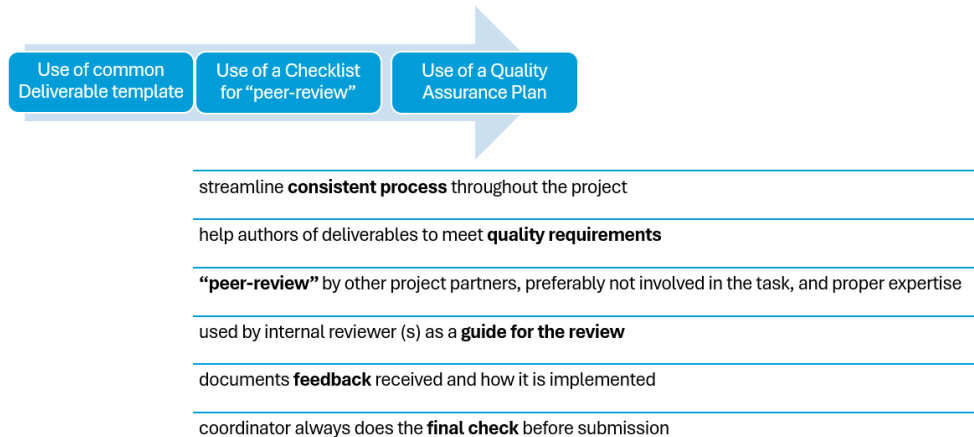 Use of common
Deliverable template
Use of a Checklist
for “peer-review”
Use of a Quality
Assurance Plan
streamline consistent process throughout the project
help authors of deliverables to meet quality requirements
“peer-review” by other project partners, preferably not involved in the task, and proper expertise
used by internal reviewer (s) as a guide for the review
documents feedback received and how it is implemented
coordinator always does the final check before submission